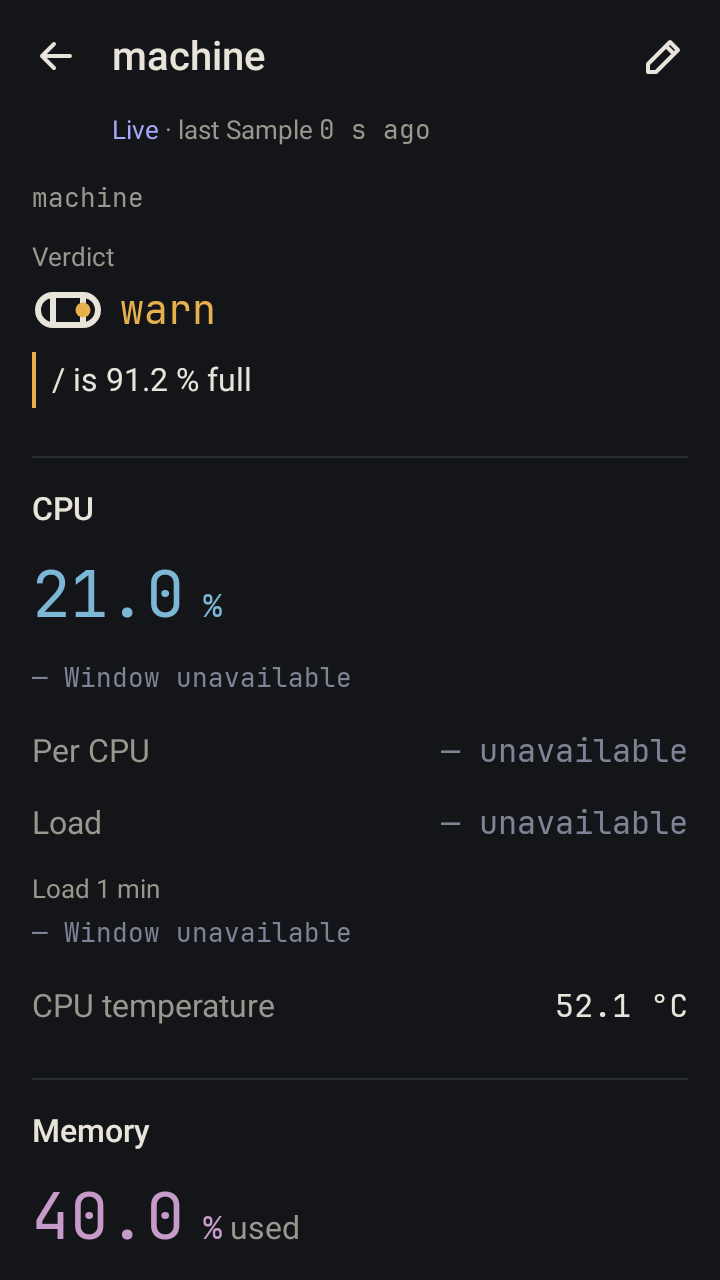 machine
Live · last Sample 0 s ago
machine
Verdict
warn
/ is 91.2 % full
CPU
21.0 %
— Window unavailable
Per CPU — unavailable
Load — unavailable
Load 1 min
— Window unavailable
CPU temperature 52.1 °C
Memory
40.0 % used